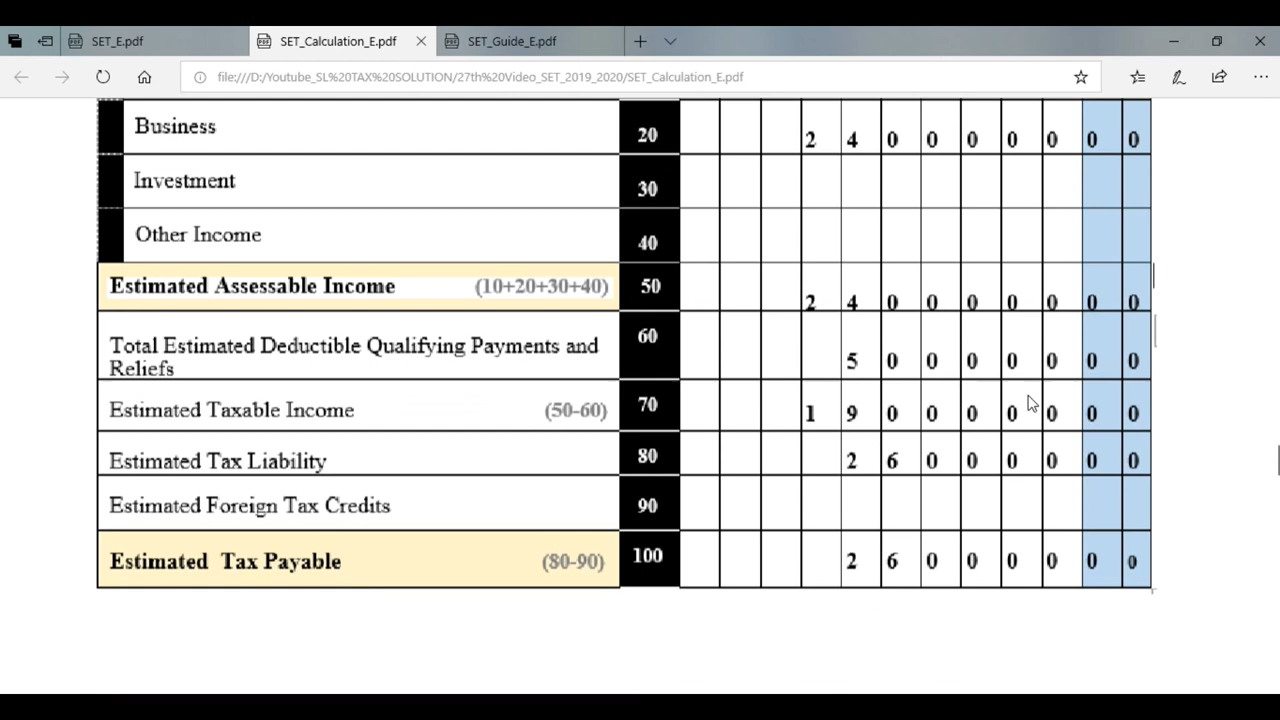 SET_E.pdf
SET_Calculation_E.pdf
SET_Guide_E.pdf
file:///D:/Youtube_SL%20TAX%20SOLUTION/27th%20Video_SET_2019_2020/SET_Calculation_E.pdf
Business 20 2 4 0 0 0 0 0 0 0
Investment 30
Other Income 40
Estimated Assessable Income (10+20+30+40) 50 2 4 0 0 0 0 0 0 0
Total Estimated Deductible Qualifying Payments and 60
Reliefs 5 0 0 0 0 0 0 0
Estimated Taxable Income (50-60) 70 1 9 0 0 0 0 0 0 0
Estimated Tax Liability 80 2 6 0 0 0 0 0 0
Estimated Foreign Tax Credits 90
Estimated Tax Payable (80-90) 100 2 6 0 0 0 0 0 0